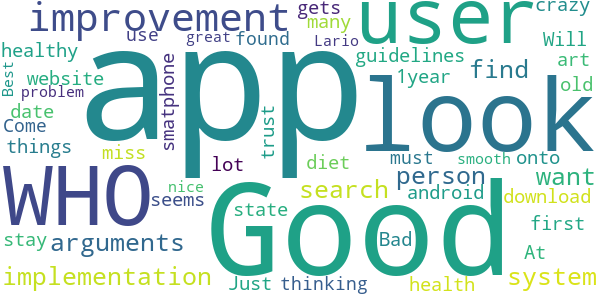 improvement gets user crazy
use great found many Lario Will
healthy app guidelines art
Best website smatphone find 1year old
problem
date look
Come trust
things miss lot diet must smooth onto
WHO seems search person want
nice android download
state Good first
stay arguments Bad At
implementation Just thinking health system